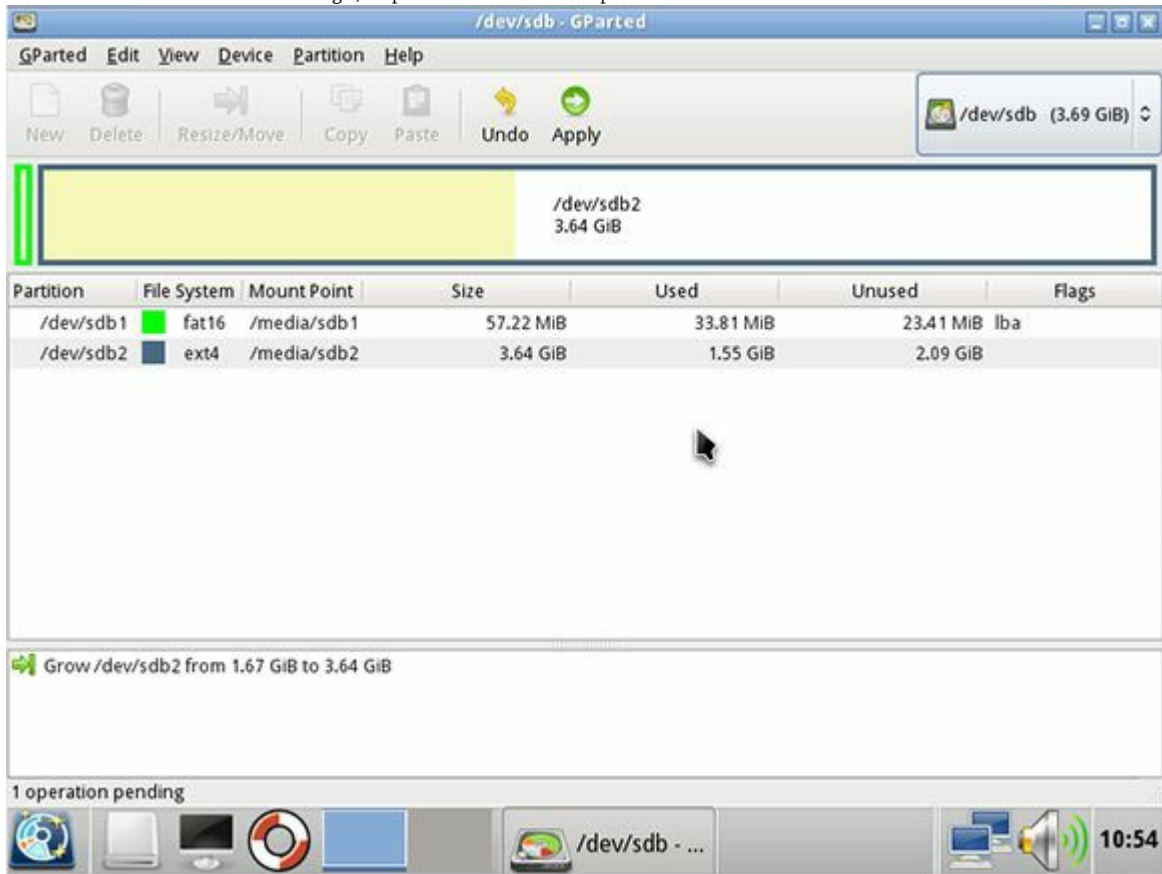 /dev/sdb - GParted
GParted Edit View Device Partition Help
New Delete Resize/Move Copy Paste Undo Apply /dev/sdb (3.69 GiB)
/dev/sdb2
3.64 GiB
Partition File System Mount Point Size Used Unused Flags
/dev/sdb1 fat16 /media/sdb1 57.22 MiB 33.81 MiB 23.41 MiB lba
/dev/sdb2 ext4 /media/sdb2 3.64 GiB 1.55 GiB 2.09 GiB
Grow /dev/sdb2 from 1.67 GiB to 3.64 GiB
1 operation pending
/dev/sdb - ... 10:54